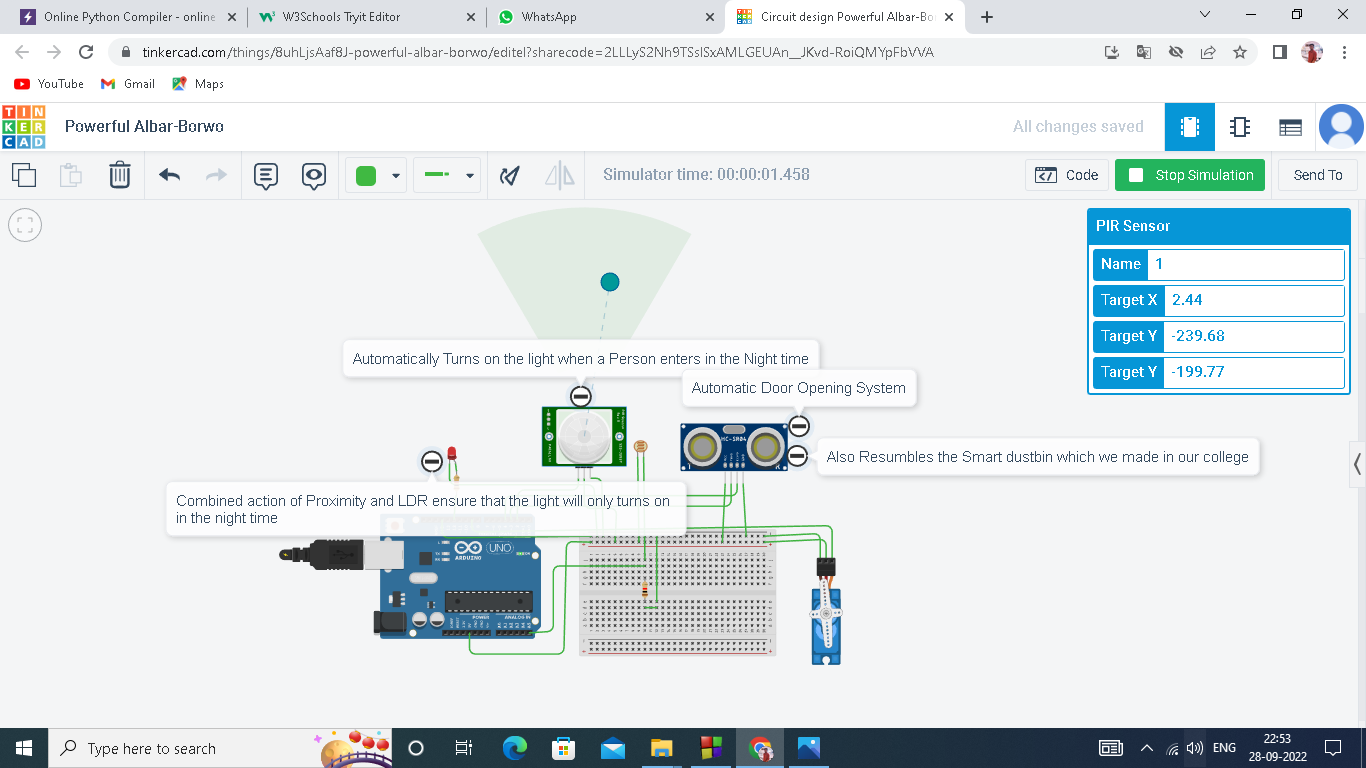 Online Python Compiler - online
W3Schools Tryit Editor
WhatsApp
Circuit design Powerful Albar-Bo
tinkercad.com/things/8uhLjsAaf8J-powerful-albar-borwo/editel?sharecode=2LLLyS2Nh9TSslSxAMLGEUAn__JKvd-RoiQMYpFbVVA
YouTube
Gmail
Maps
TINKERCAD
Powerful Albar-Borwo
All changes saved
Simulator time: 00:00:01.458
Code
Stop Simulation
Send To
PIR Sensor
Name 1
Target X 2.44
Target Y -239.68
Target Y -199.77
Automatically Turns on the light when a Person enters in the Night time
Automatic Door Opening System
HC-SR04
Also Resumbles the Smart dustbin which we made in our college
Combined action of Proximity and LDR ensure that the light will only turns on
in the night time
UNO
ARDUINO
POWER
ANALOG IN
Type here to search
ENG
22:53
28-09-2022